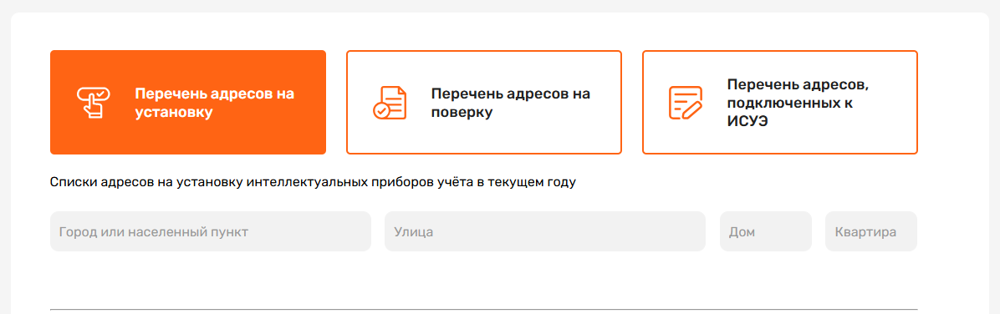 Перечень адресов на
установку
Перечень адресов на
поверку
Перечень адресов,
подключенных к
ИСУЭ
Списки адресов на установку интеллектуальных приборов учёта в текущем году
Город или населенный пункт
Улица
Дом
Квартира